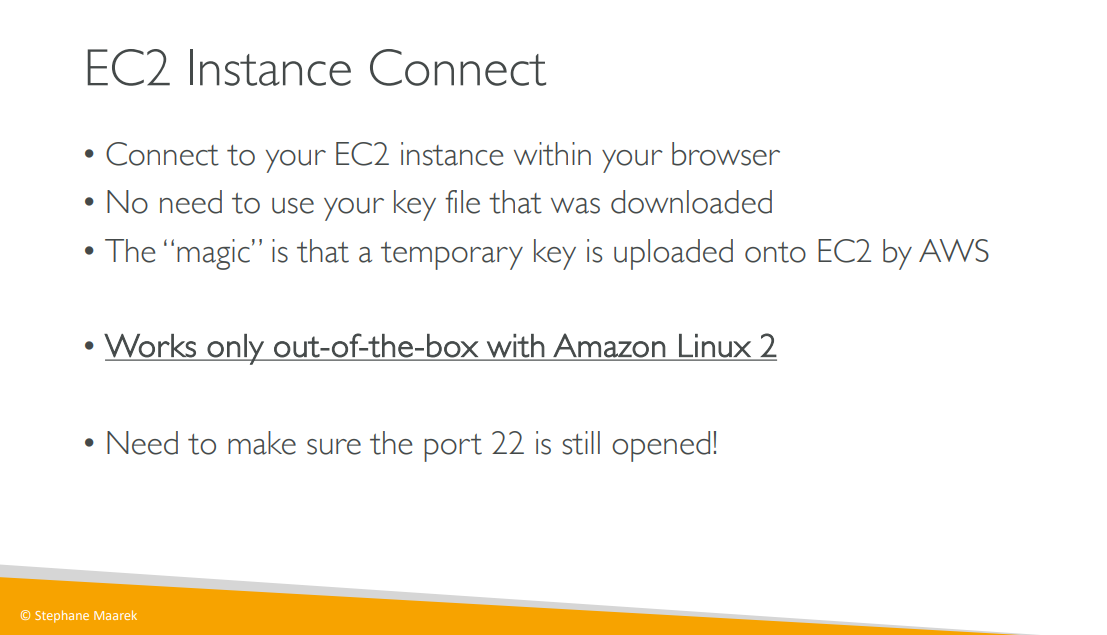 EC2 Instance Connect
• Connect to your EC2 instance within your browser
• No need to use your key file that was downloaded
• The “magic” is that a temporary key is uploaded onto EC2 by AWS
• Works only out-of-the-box with Amazon Linux 2
• Need to make sure the port 22 is still opened!
© Stephane Maarek